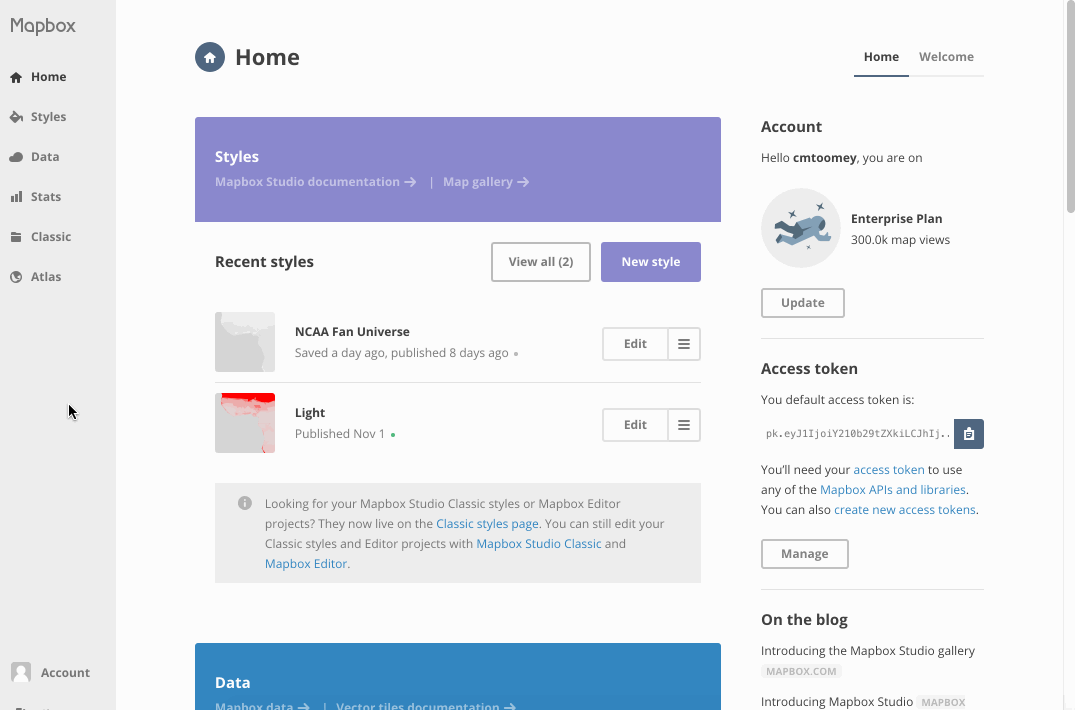 Mapbox
Home
Styles
Data
Stats
Classic
Atlas
Account
Home
Home Welcome
Styles
Mapbox Studio documentation → | Map gallery →
Recent styles
View all (2)
New style
NCAA Fan Universe
Saved a day ago, published 8 days ago
Edit
Light
Published Nov 1
Edit
Looking for your Mapbox Studio Classic styles or Mapbox Editor
projects? They now live on the Classic styles page. You can still edit your
Classic styles and Editor projects with Mapbox Studio Classic and
Mapbox Editor.
Data
Mapbox data → | Vector tiles documentation →
Account
Hello cmtoomey, you are on
Enterprise Plan
300.0k map views
Update
Access token
You default access token is:
pk.eyJ1IjoiY210b29tZXkiLCJhIj..
You'll need your access token to use
any of the Mapbox APIs and libraries.
You can also create new access tokens.
Manage
On the blog
Introducing the Mapbox Studio gallery
MAPBOX.COM
Introducing Mapbox Studio MAPBOX